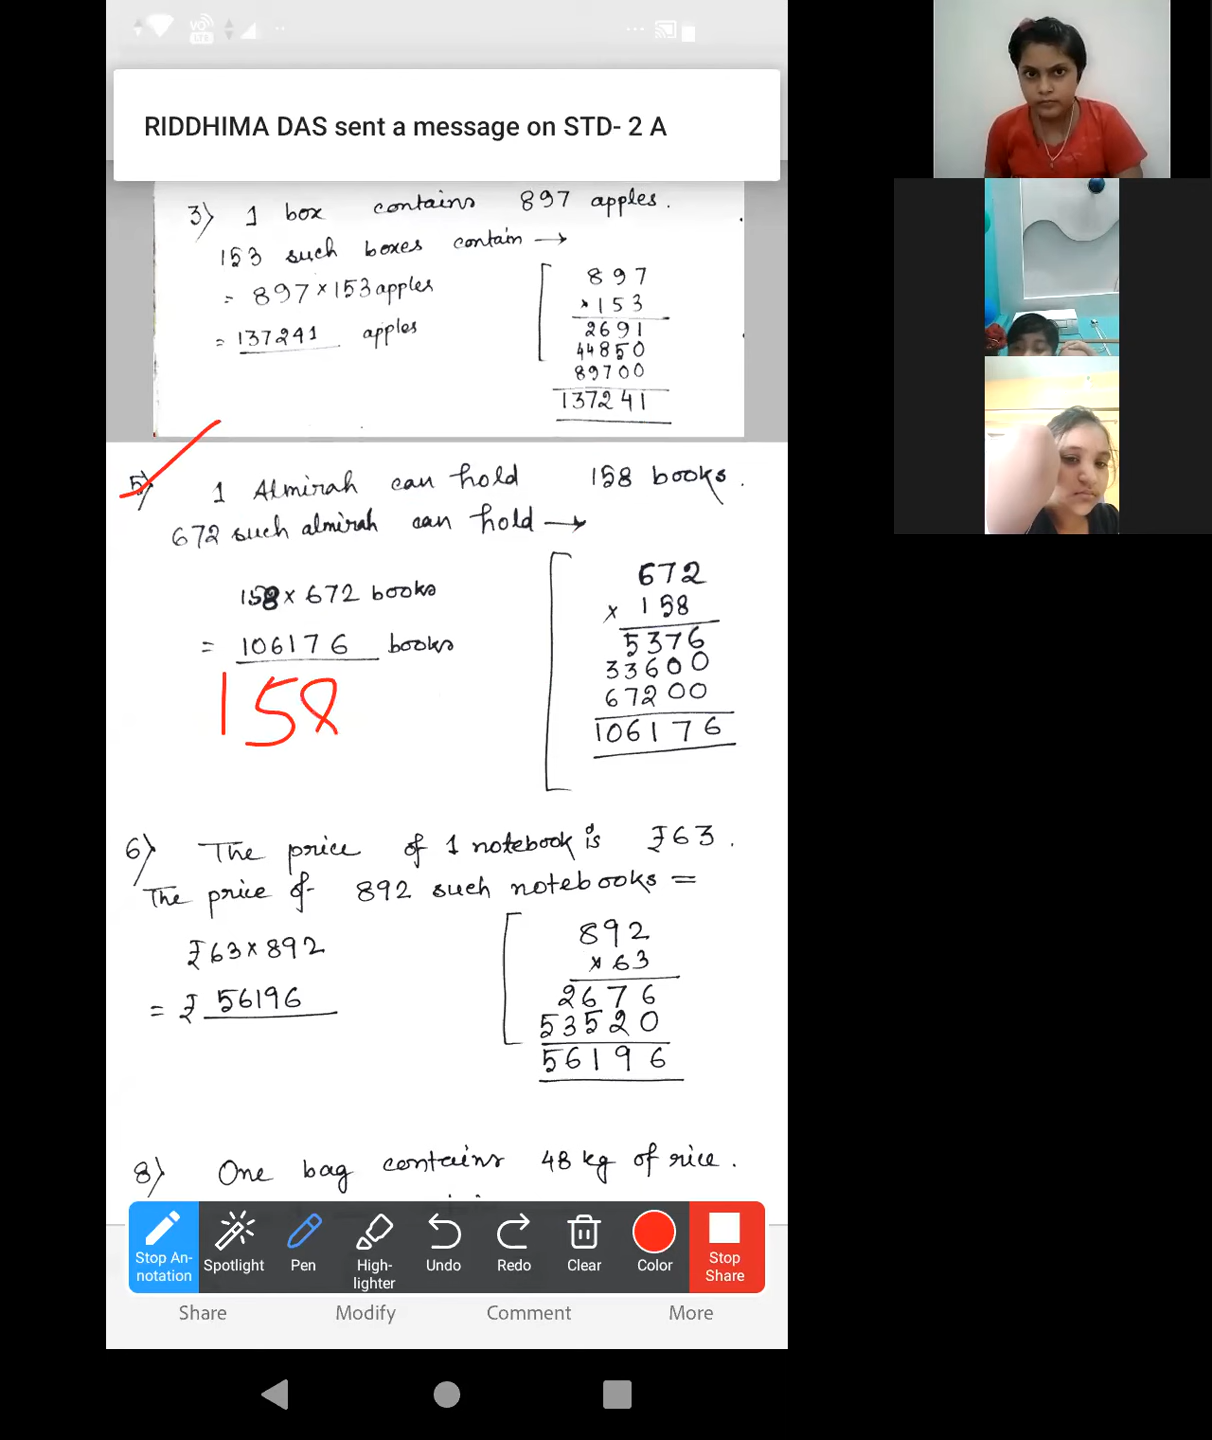 VO))
LTE
RIDDHIMA DAS sent a message on STD- 2 A
3) 1 box contains 897 apples.
153 such boxes contain →
= 897 × 153 apples
= 137241 apples
897
×153
2691
44850
89700
137241
5) 1 Almirah can hold 158 books.
672 such almirah can hold →
158 × 672 books
= 106176 books
158
672
× 158
5376
33600
67200
106176
6) The price of 1 notebook is ₹63.
The price of 892 such notebooks =
₹63 × 892
= ₹ 56196
892
× 63
2676
53520
56196
8) One bag contains 48 kg of rice.
Stop An-
notation
Spotlight
Pen
High-
lighter
Undo
Redo
Clear
Color
Stop
Share
Share Modify Comment More